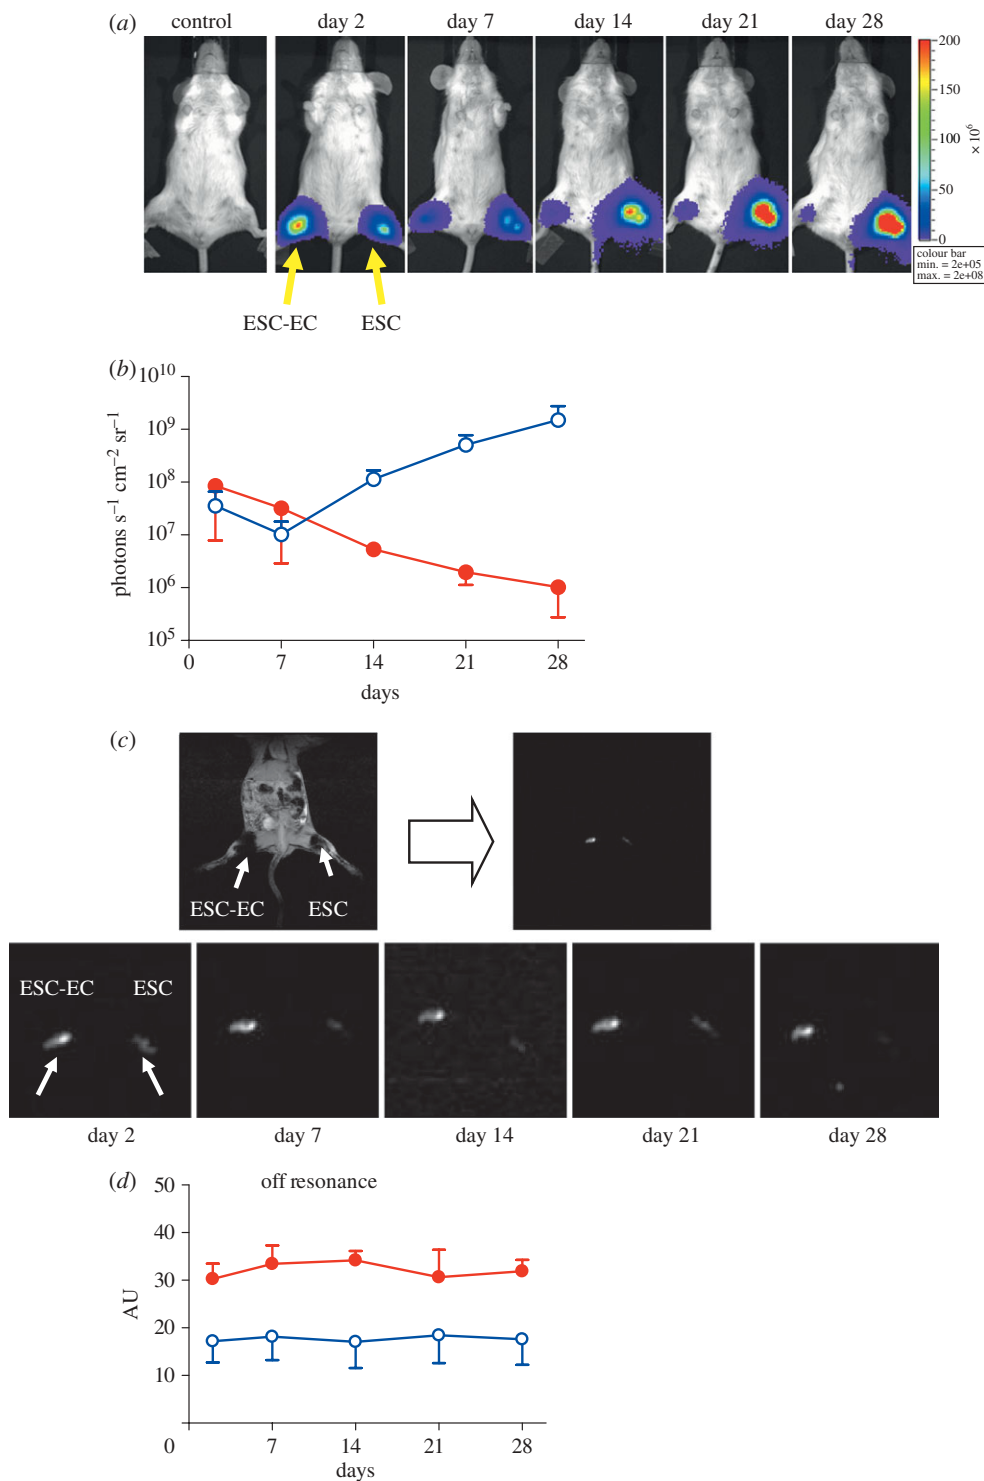 (a)
control
day 2
day 7
day 14
day 21
day 28
200
150
100
50
0
× 10⁶
colour bar
min. = 2e+05
max. = 2e+08
ESC-EC
ESC
(b)
10¹⁰
10⁹
10⁸
10⁷
10⁶
10⁵
photons s⁻¹ cm⁻² sr⁻¹
0
7
14
21
28
days
(c)
ESC-EC
ESC
ESC-EC
ESC
day 2
day 7
day 14
day 21
day 28
(d)
off resonance
50
40
30
20
10
0
AU
7
14
21
28
days